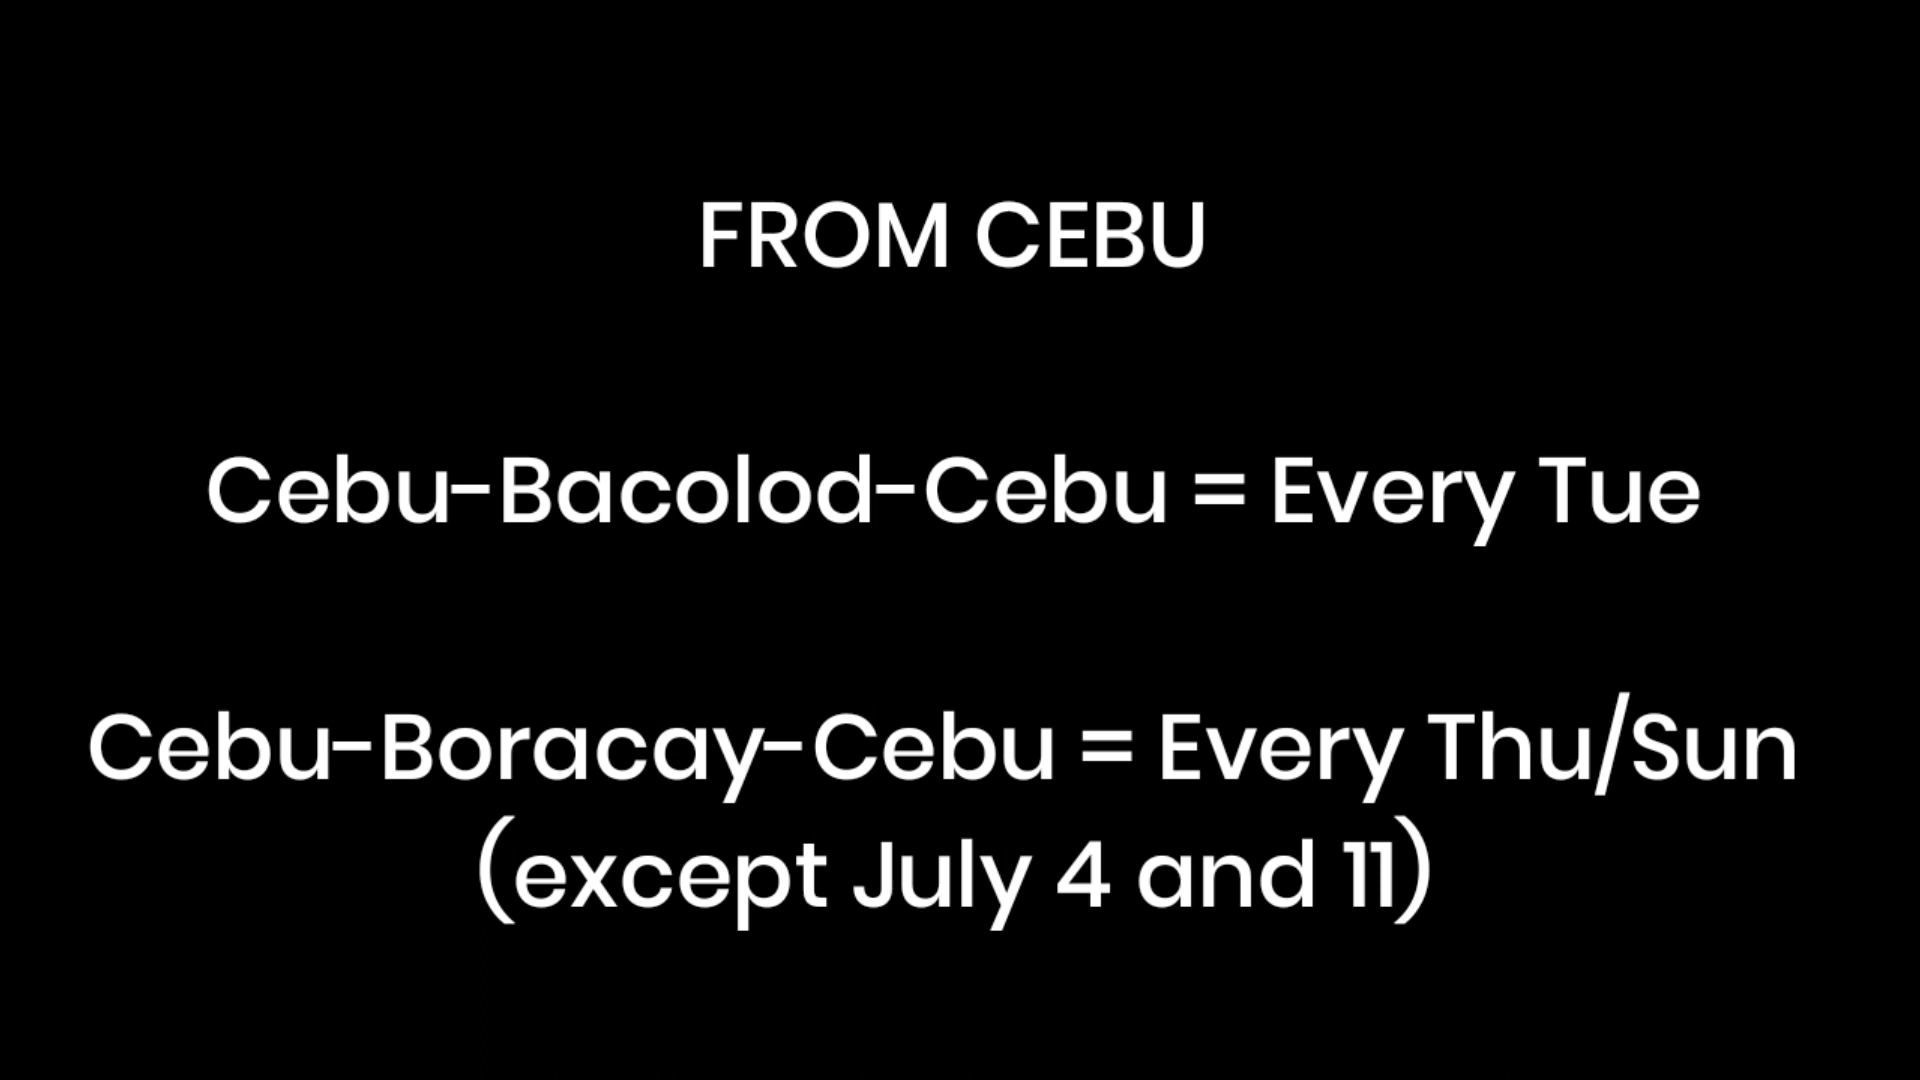 FROM CEBU
Cebu-Bacolod-Cebu = Every Tue
Cebu-Boracay-Cebu = Every Thu/Sun
(except July 4 and 11)